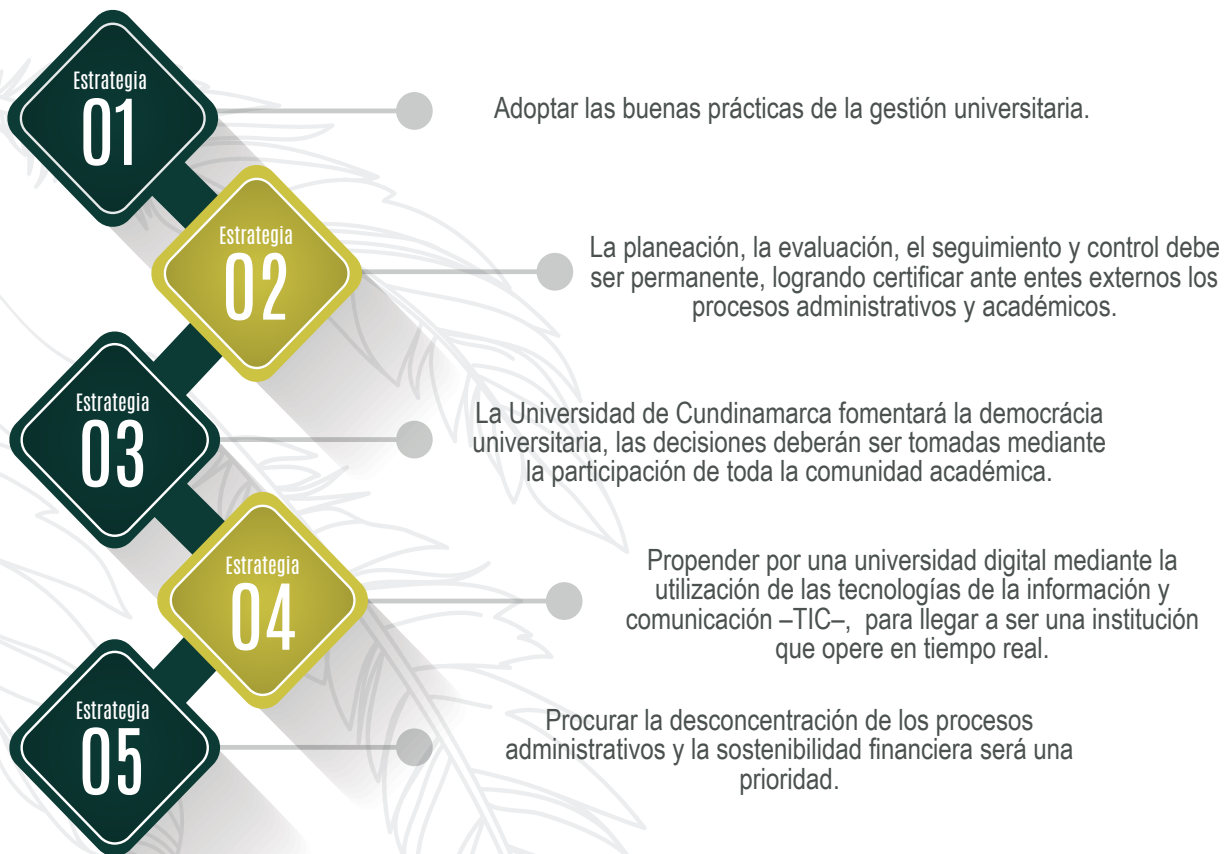 Estrategia
01
Adoptar las buenas prácticas de la gestión universitaria.
Estrategia
02
La planeación, la evaluación, el seguimiento y control debe
ser permanente, logrando certificar ante entes externos los
procesos administrativos y académicos.
Estrategia
03
La Universidad de Cundinamarca fomentará la democrácia
universitaria, las decisiones deberán ser tomadas mediante
la participación de toda la comunidad académica.
Estrategia
04
Propender por una universidad digital mediante la
utilización de las tecnologías de la información y
comunicación –TIC–,  para llegar a ser una institución
que opere en tiempo real.
Estrategia
05
Procurar la desconcentración de los procesos
administrativos y la sostenibilidad financiera será una
prioridad.